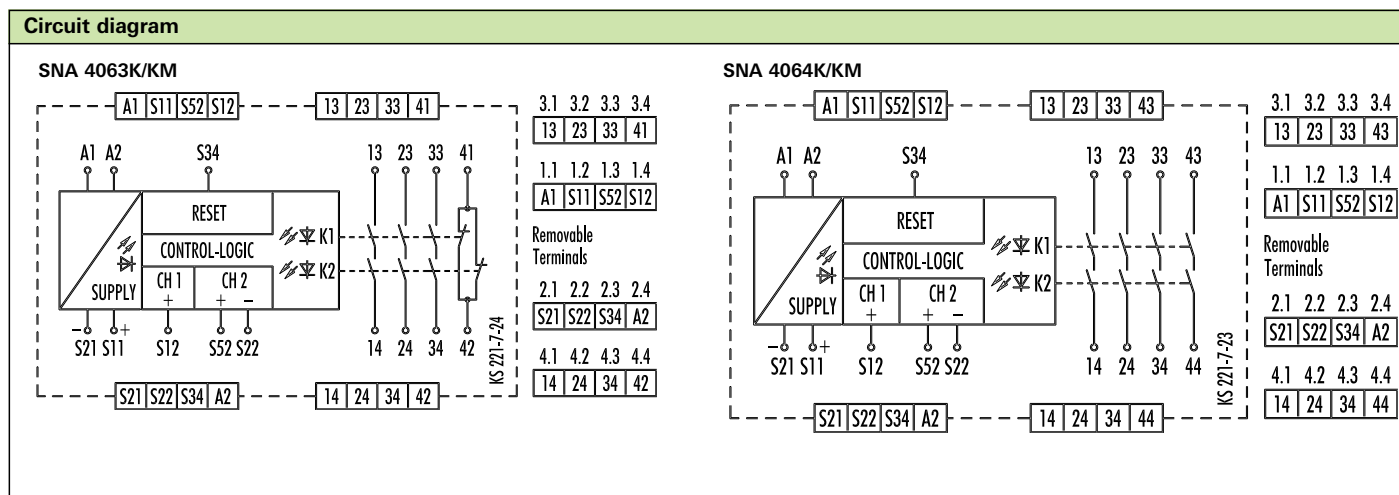 Circuit diagram
SNA 4063K/KM
A1 S11 S52 S12
13 23 33 41
A1 A2 S34 13 23 33 41
RESET
CONTROL-LOGIC
K1
K2
SUPPLY
CH 1
+
CH 2
+ −
− +
S21 S11 S12 S52 S22 14 24 34 42
KS 221-7-24
S21 S22 S34 A2
14 24 34 42
3.1 3.2 3.3 3.4
13 23 33 41
1.1 1.2 1.3 1.4
A1 S11 S52 S12
Removable
Terminals
2.1 2.2 2.3 2.4
S21 S22 S34 A2
4.1 4.2 4.3 4.4
14 24 34 42
SNA 4064K/KM
A1 S11 S52 S12
13 23 33 43
A1 A2 S34 13 23 33 43
RESET
CONTROL-LOGIC
K1
K2
SUPPLY
CH 1
+
CH 2
+ −
− +
S21 S11 S12 S52 S22 14 24 34 44
KS 221-7-23
S21 S22 S34 A2
14 24 34 44
3.1 3.2 3.3 3.4
13 23 33 43
1.1 1.2 1.3 1.4
A1 S11 S52 S12
Removable
Terminals
2.1 2.2 2.3 2.4
S21 S22 S34 A2
4.1 4.2 4.3 4.4
14 24 34 44